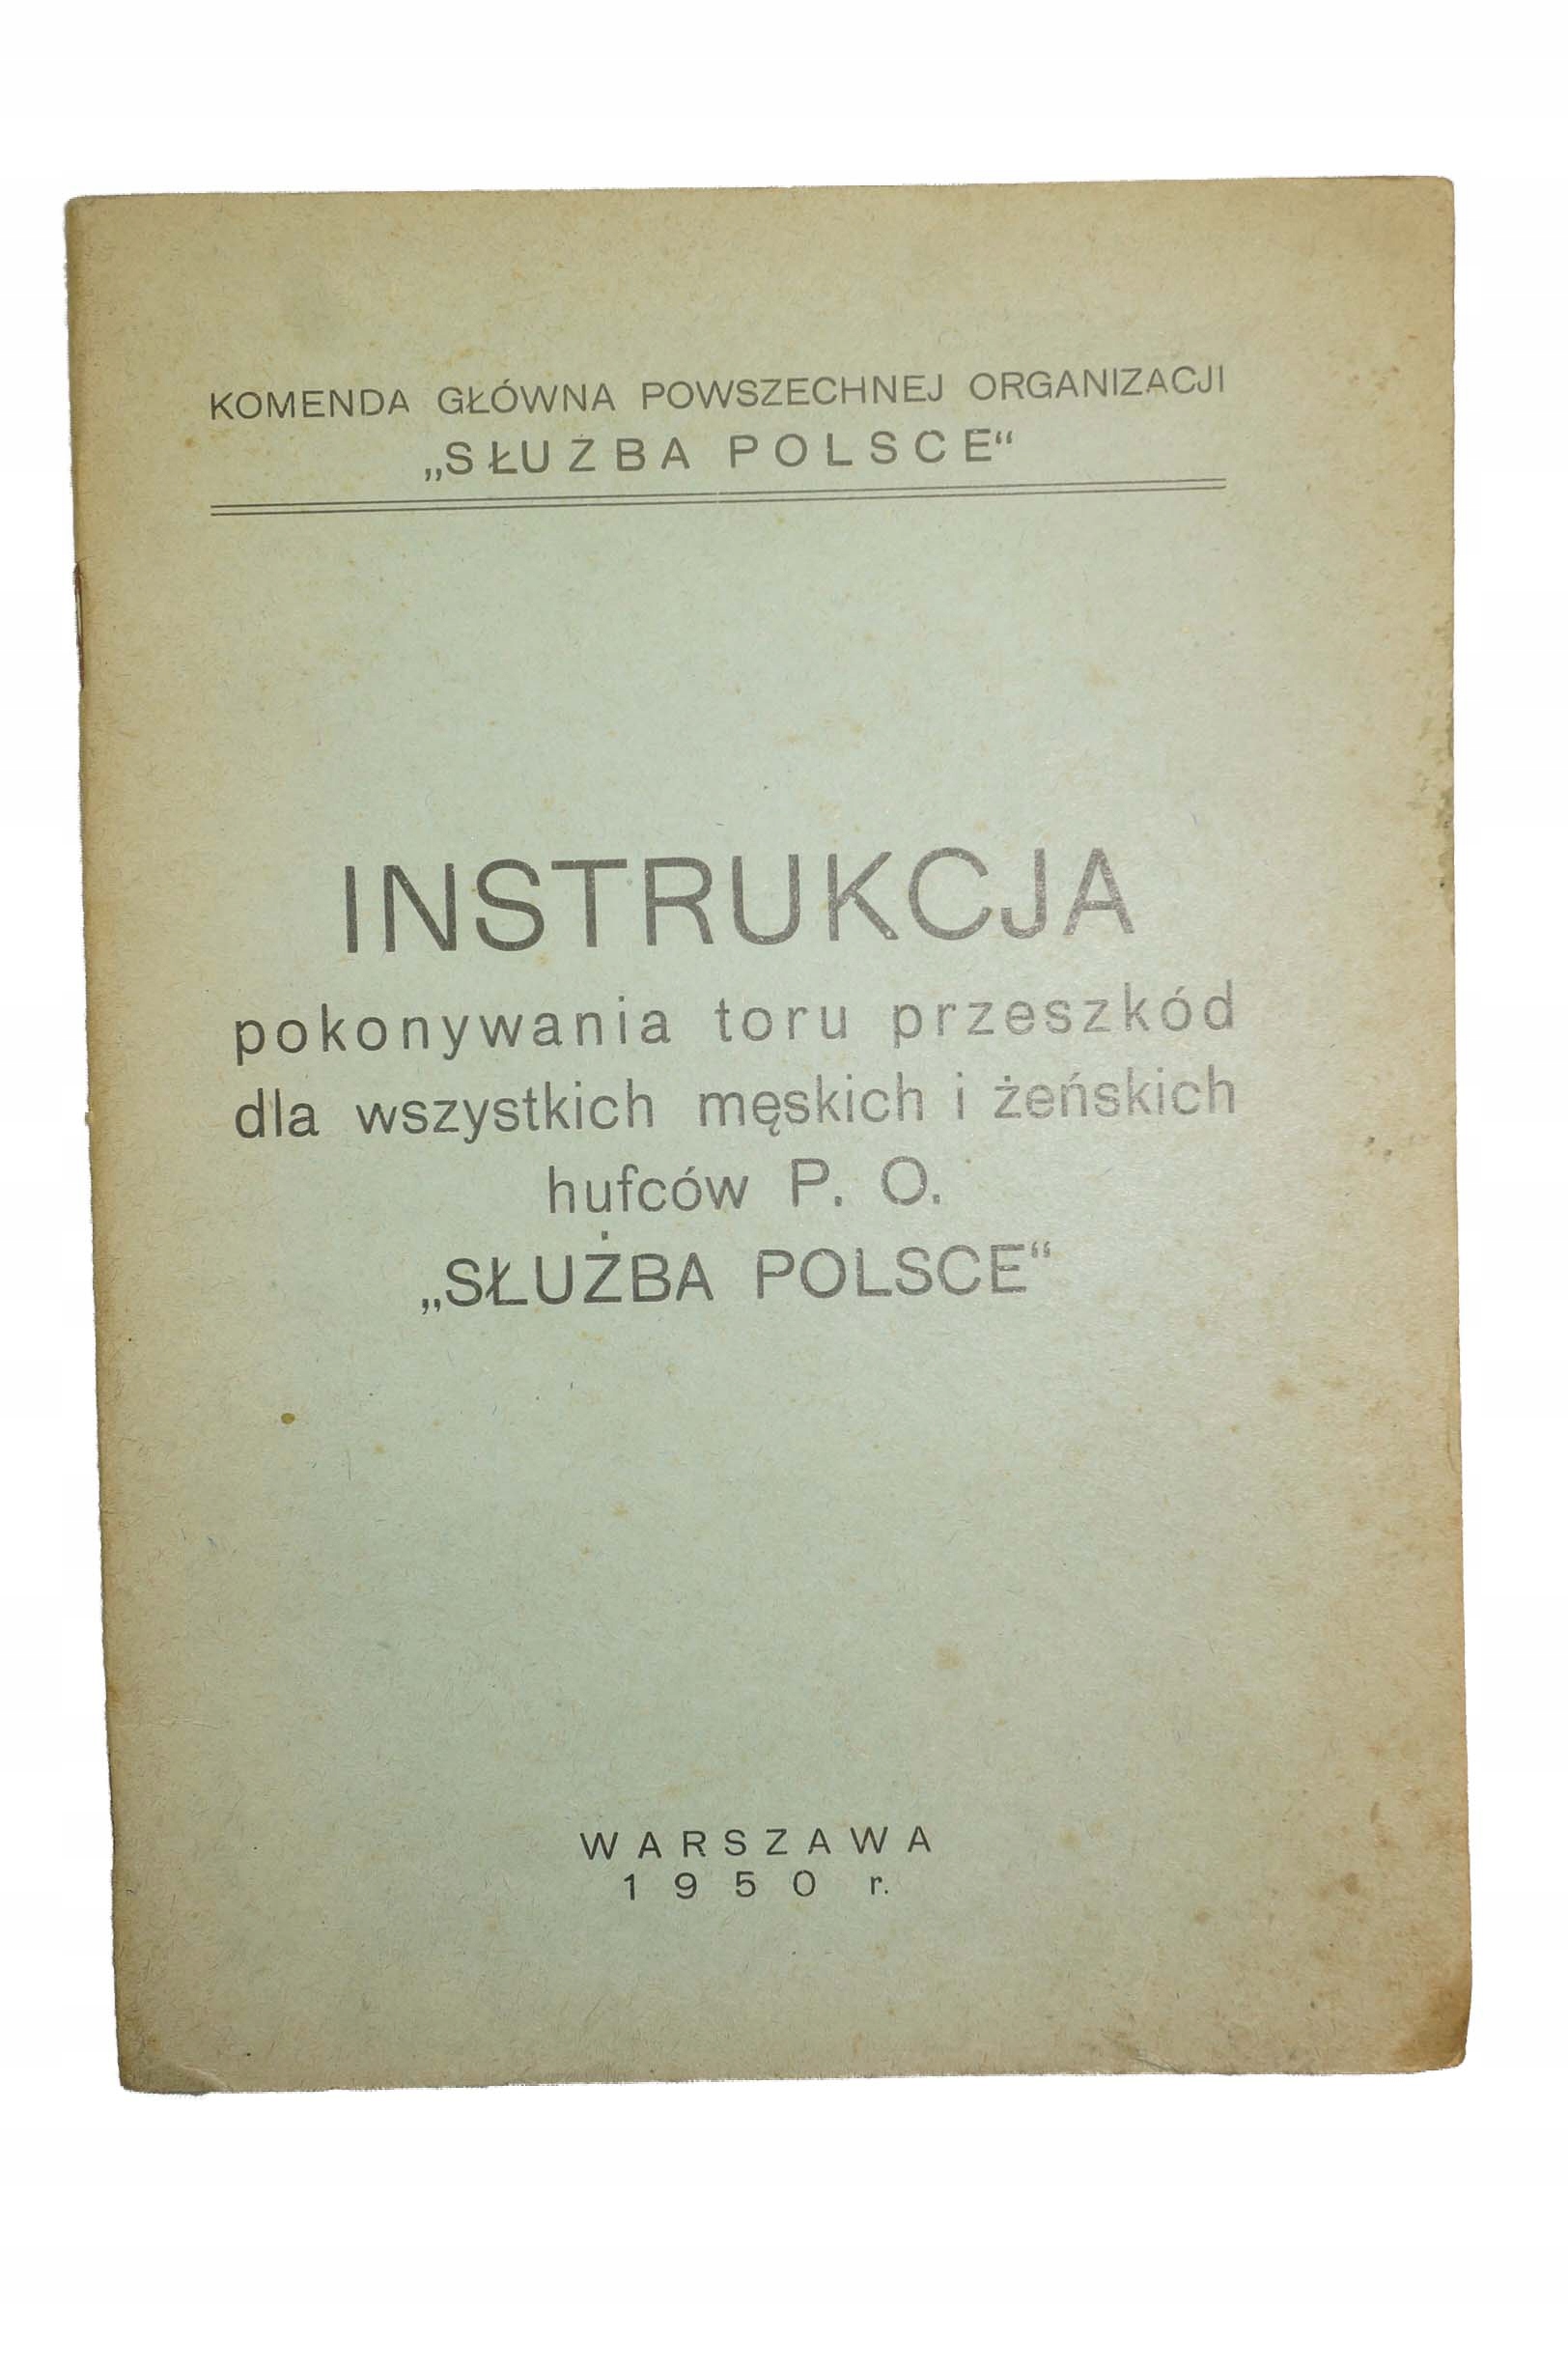 KOMENDA GŁÓWNA POWSZECHNEJ ORGANIZACJI
„SŁUŻBA POLSCE“
INSTRUKCJA
pokonywania toru przeszkód
dla wszystkich męskich i żeńskich
hufców P. O.
„SŁUŻBA POLSCE“
WARSZAWA
1950 r.